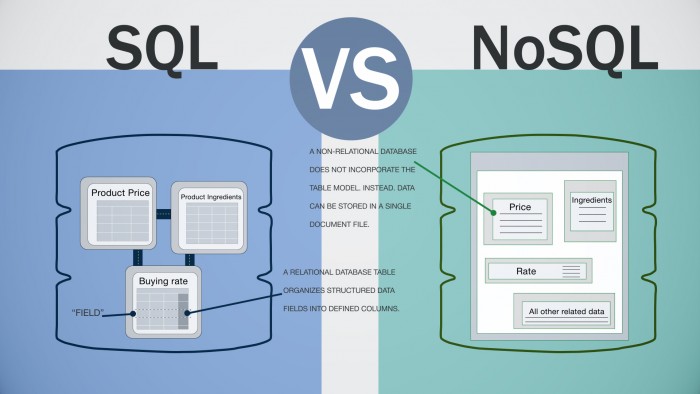 SQL
VS
NoSQL
A NON-RELATIONAL DATABASE
DOES NOT INCORPORATE THE
TABLE MODEL. INSTEAD. DATA
CAN BE STORED IN A SINGLE
DOCUMENT FILE.
Product Price
Product Ingredients
Buying rate
"FIELD"
A RELATIONAL DATABASE TABLE
ORGANIZES STRUCTURED DATA
FIELDS INTO DEFINED COLUMNS.
Price
Ingredients
Rate
All other related data